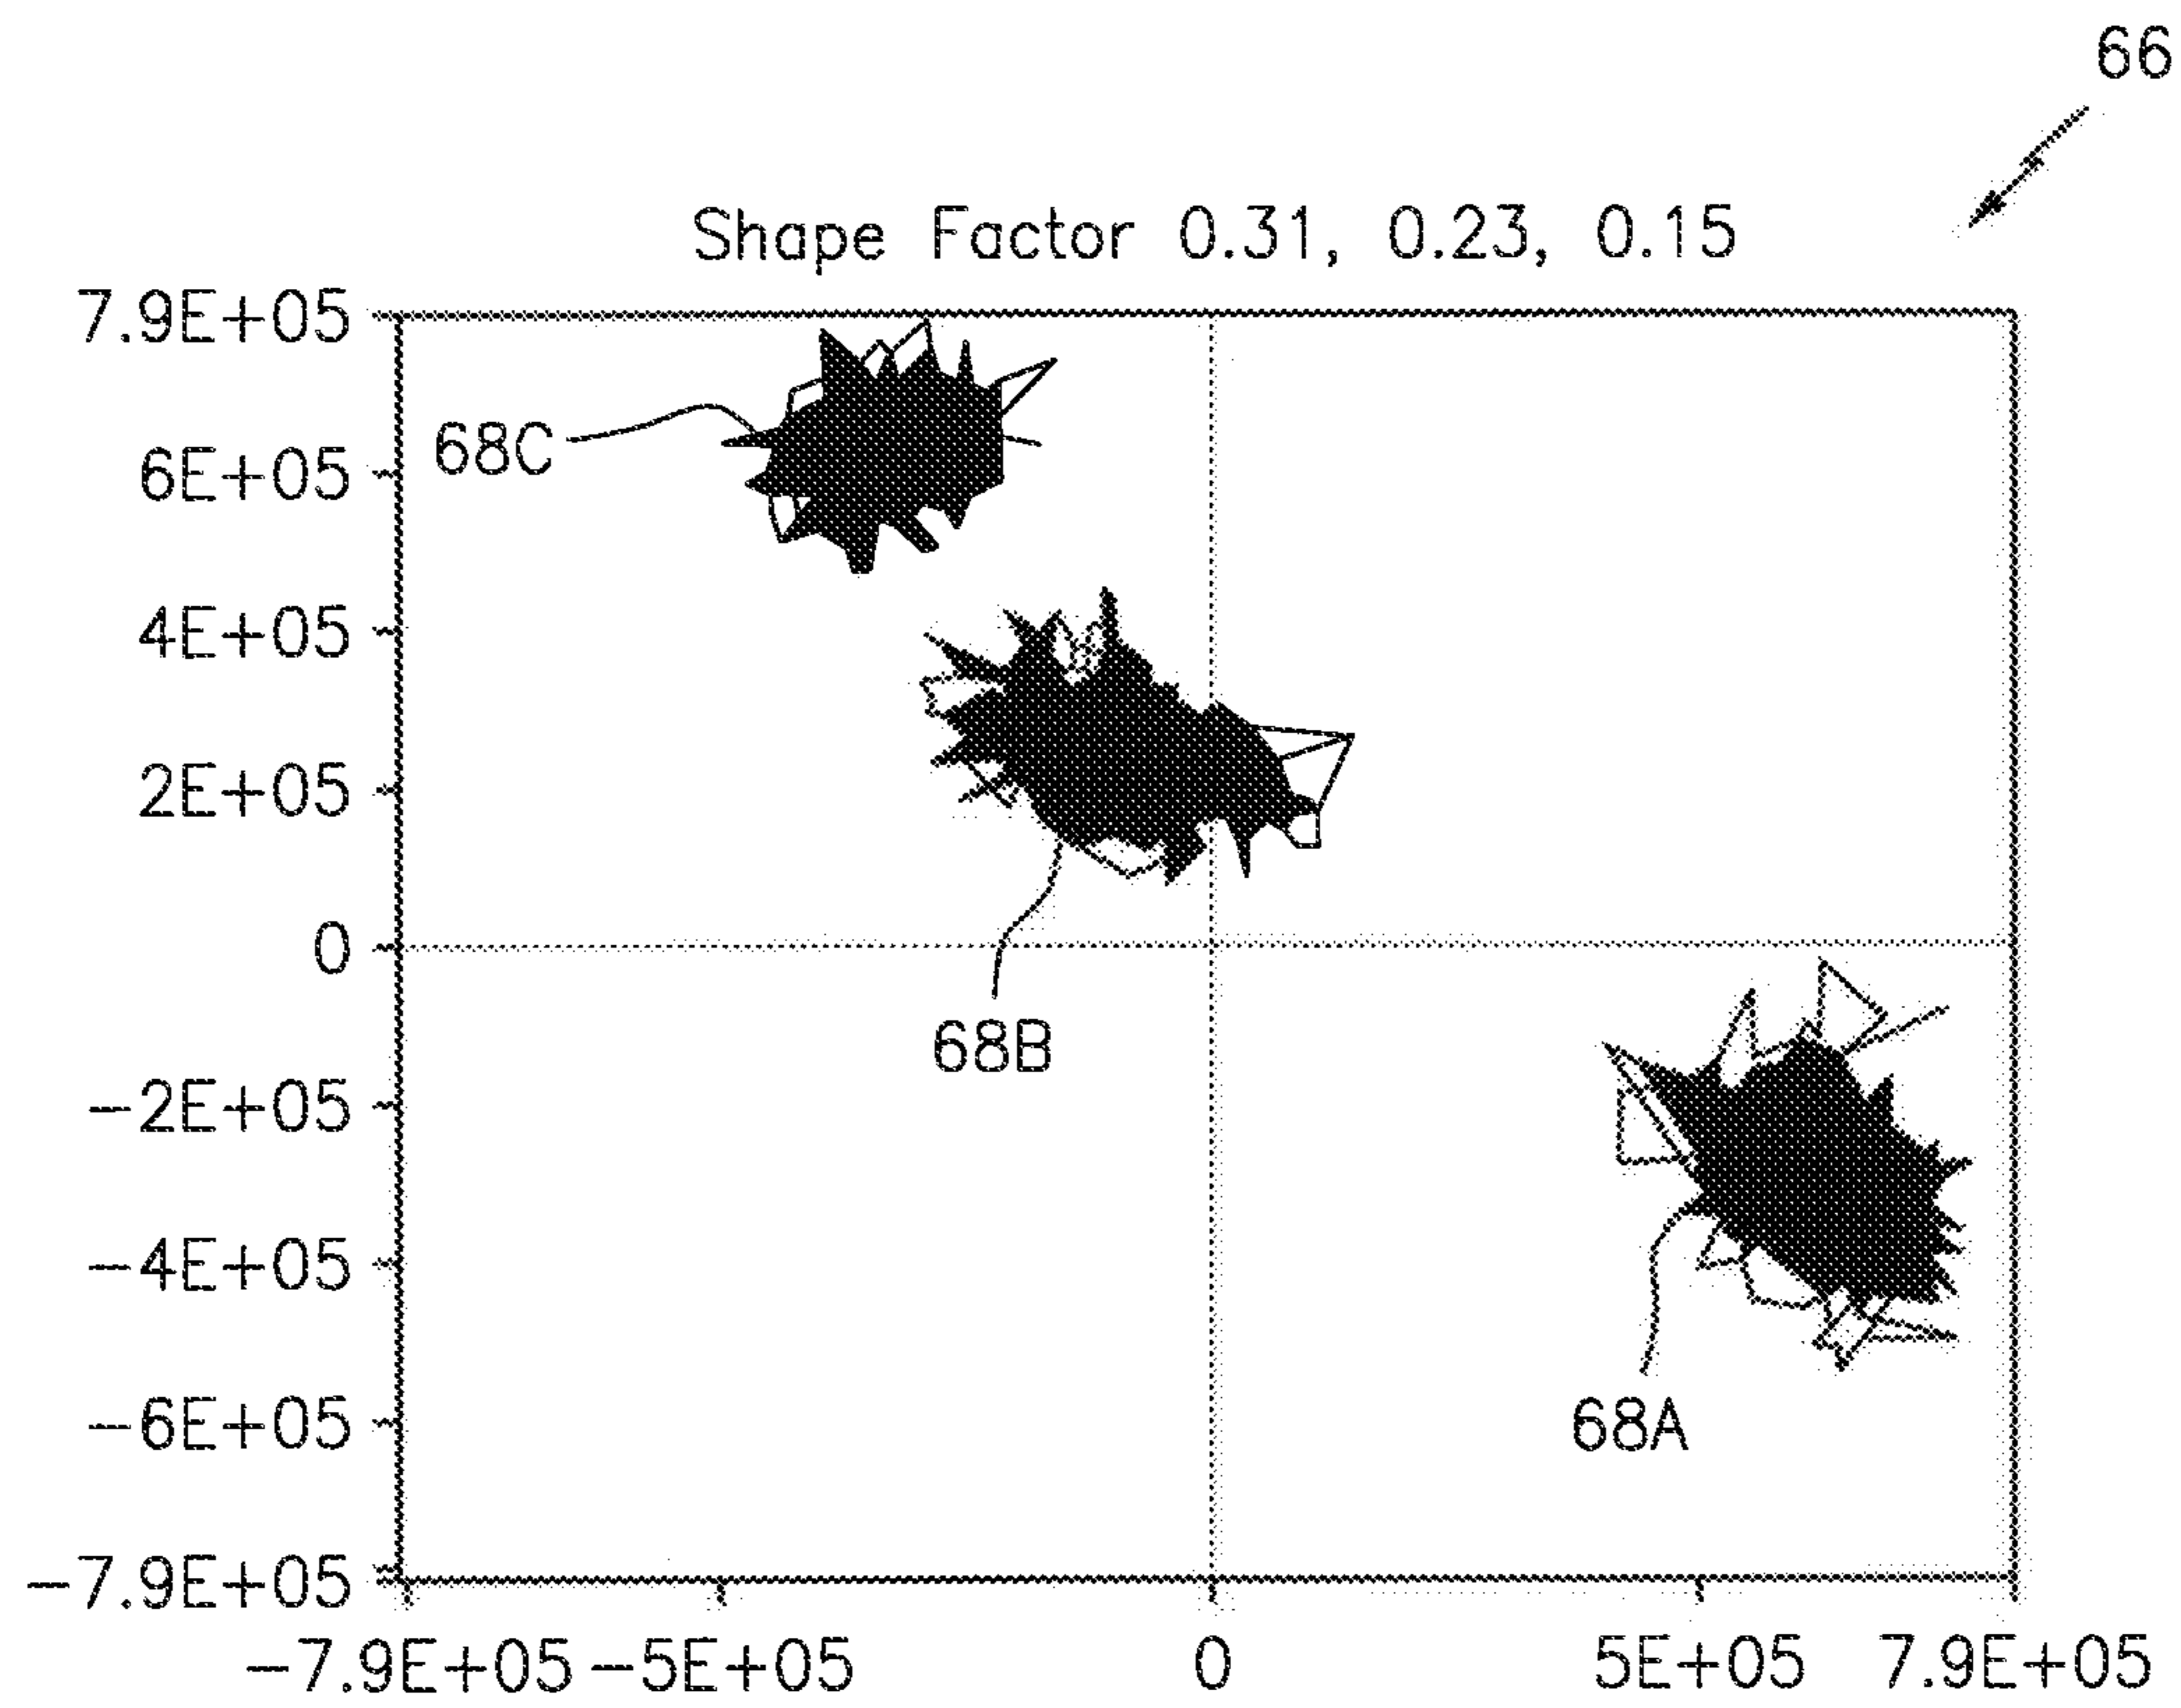 66
Shape Factor 0.31, 0.23, 0.15
7.9E+05
68C
6E+05
4E+05
2E+05
0
68B
−2E+05
−4E+05
68A
−6E+05
−7.9E+05
−7.9E+05 −5E+05 0 5E+05 7.9E+05